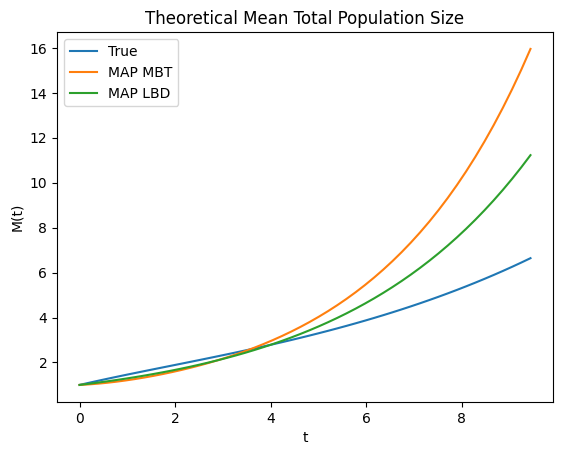 Theoretical Mean Total Population Size
True
MAP MBT
MAP LBD
16
14
12
10
8
6
4
2
M(t)
0 2 4 6 8
t